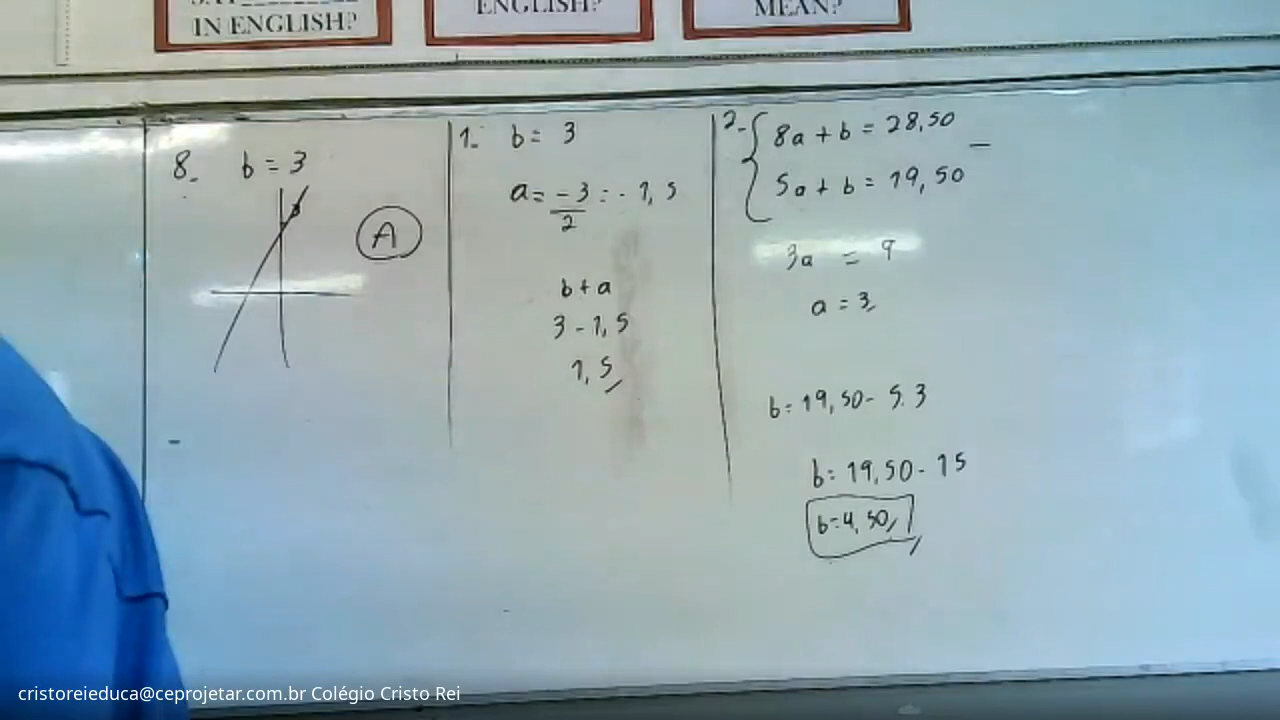 IN ENGLISH?
ENGLISH?
MEAN?
8. b = 3
A
1. b = 3
a = -3/2 = -1,5
b + a
3 - 1,5
1,5
2- { 8a + b = 28,50 -
5a + b = 19,50
3a = 9
a = 3
b = 19,50 - 5.3
b = 19,50 - 15
b = 4,50
cristoreieduca@ceprojetar.com.br Colégio Cristo Rei